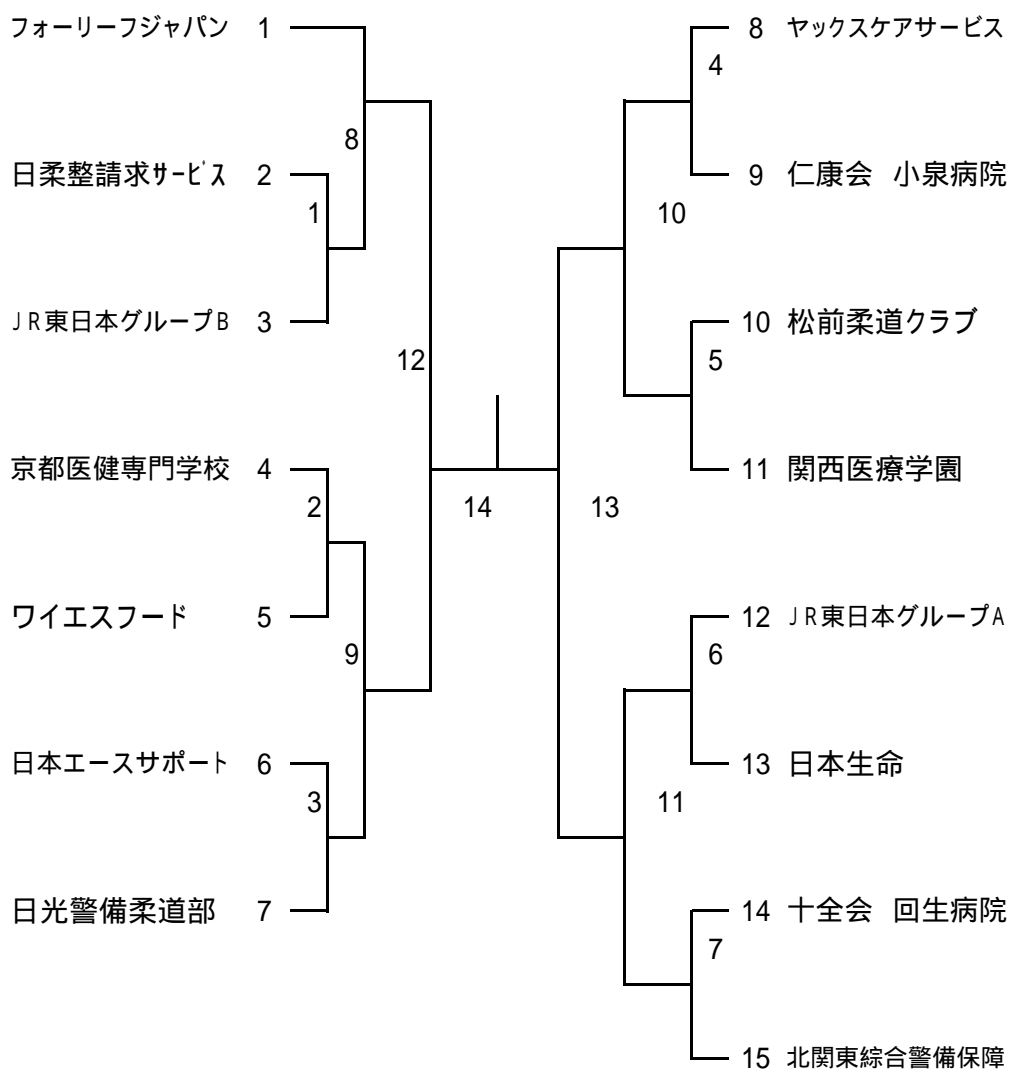 フォーリーフジャパン 1
8
日柔整請求ｻｰﾋﾞｽ 2
1
ＪＲ東日本グループＢ 3
12
京都医健専門学校 4
2
14
ワイエスフード 5
9
日本エースサポート 6
3
日光警備柔道部 7
8 ヤックスケアサービス
4
9 仁康会 小泉病院
10
10 松前柔道クラブ
5
11 関西医療学園
13
12 ＪＲ東日本グループＡ
6
13 日本生命
11
14 十全会 回生病院
7
15 北関東綜合警備保障